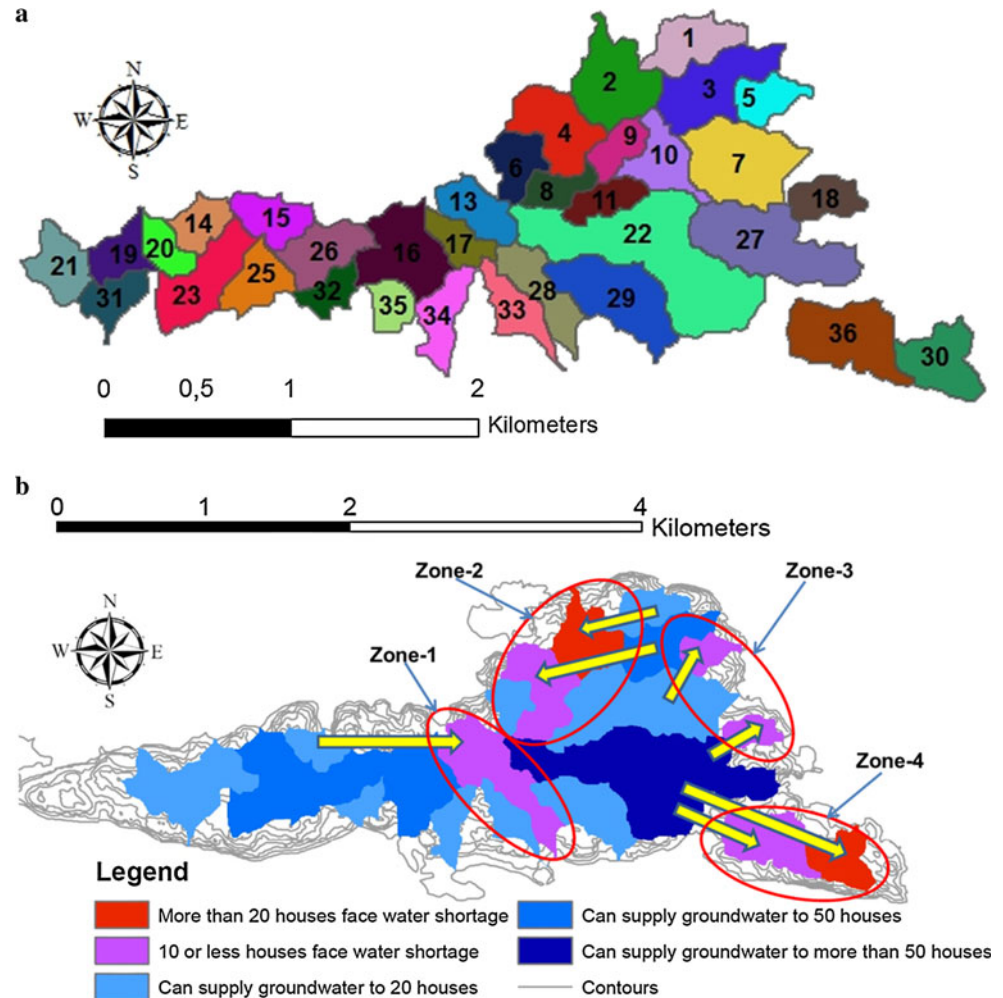 a
N
W E
S
1
2
3
5
4
9
10
7
6
8
11
18
13
14
15
22
27
20
19
26
16
17
21
25
31
23
32
28
29
35
33
34
36
30
0 0,5 1 2
Kilometers
b
0 1 2 4
Kilometers
Zone-2
Zone-3
N
W E
S
Zone-1
Zone-4
Legend
More than 20 houses face water shortage
Can supply groundwater to 50 houses
10 or less houses face water shortage
Can supply groundwater to more than 50 houses
Can supply groundwater to 20 houses
Contours